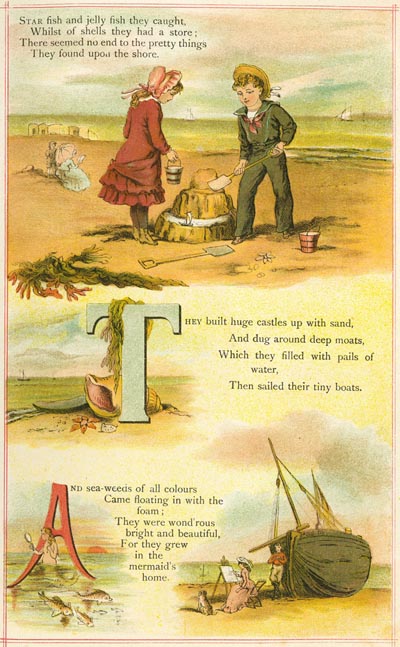 STAR fish and jelly fish they caught,
Whilst of shells they had a store;
There seemed no end to the pretty things
They found upon the shore.
THEY built huge castles up with sand,
And dug around deep moats,
Which they filled with pails of
water,
Then sailed their tiny boats.
AND sea-weeds of all colours
Came floating in with the
foam;
They were wond'rous
bright and beautiful,
For they grew
in the
mermaid's
home.